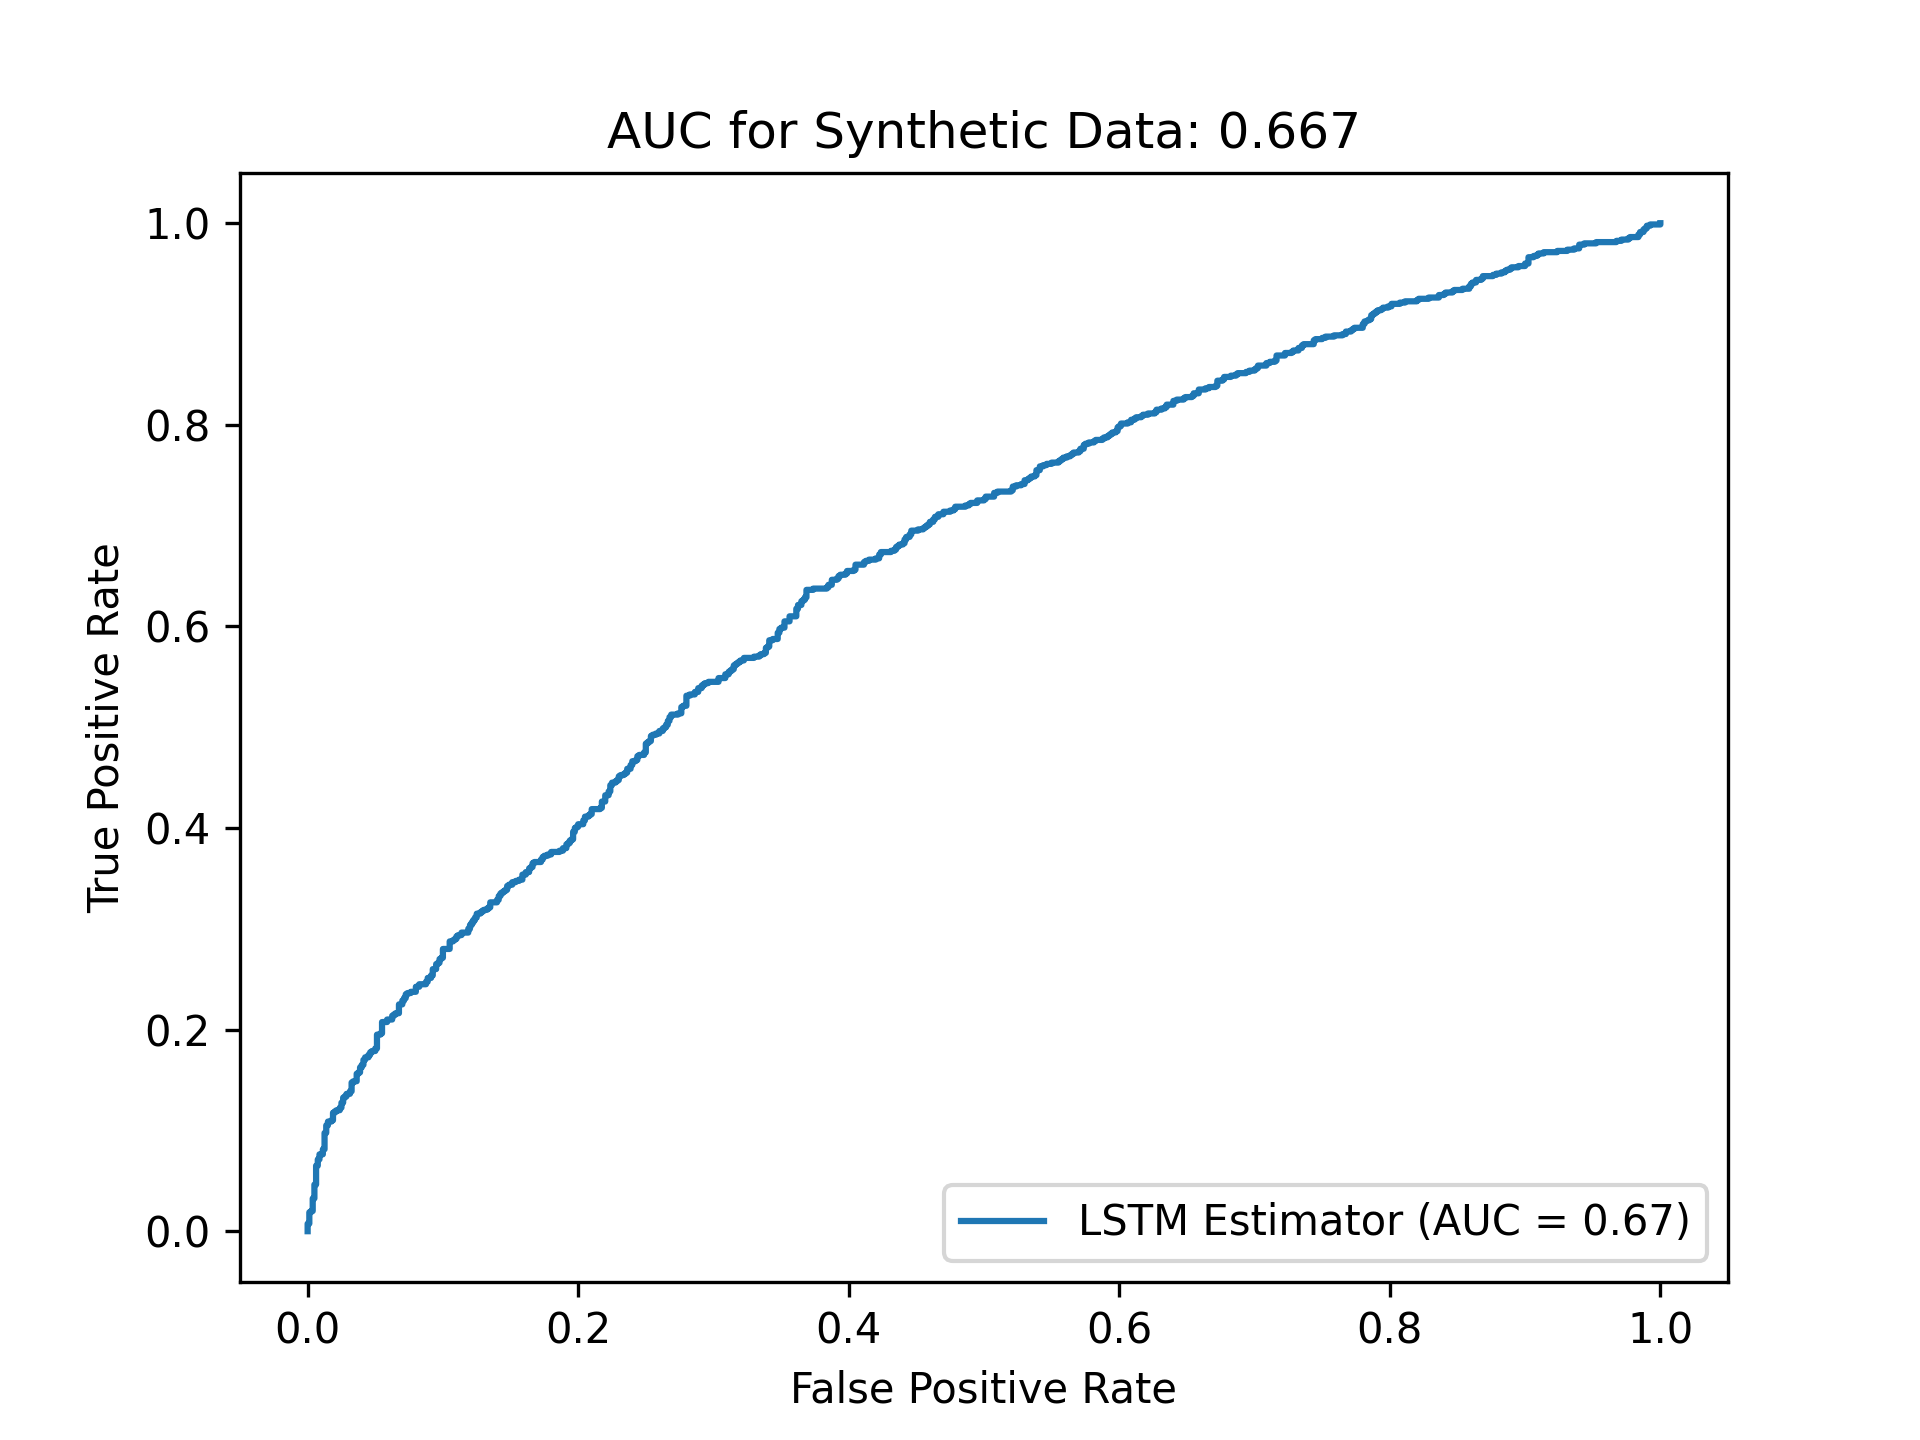 AUC for Synthetic Data: 0.667
1.0
0.8
0.6
0.4
0.2
0.0
True Positive Rate
LSTM Estimator (AUC = 0.67)
0.0 0.2 0.4 0.6 0.8 1.0
False Positive Rate